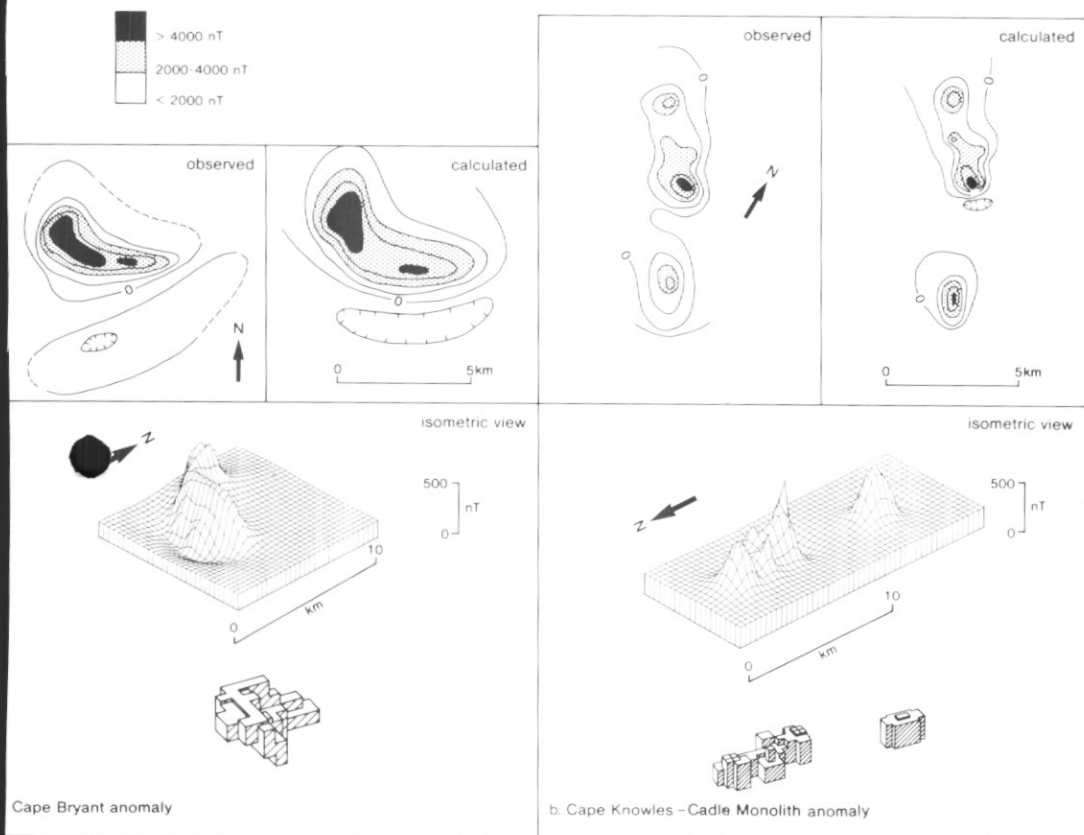 > 4000 nT
2000-4000 nT
< 2000 nT
observed
calculated
0
N
0
0
5km
isometric view
N
500
nT
0
10
km
0
Cape Bryant anomaly
observed
calculated
0
0
N
0
0
0
5km
isometric view
N
500
nT
0
10
km
0
b. Cape Knowles – Cadle Monolith anomaly